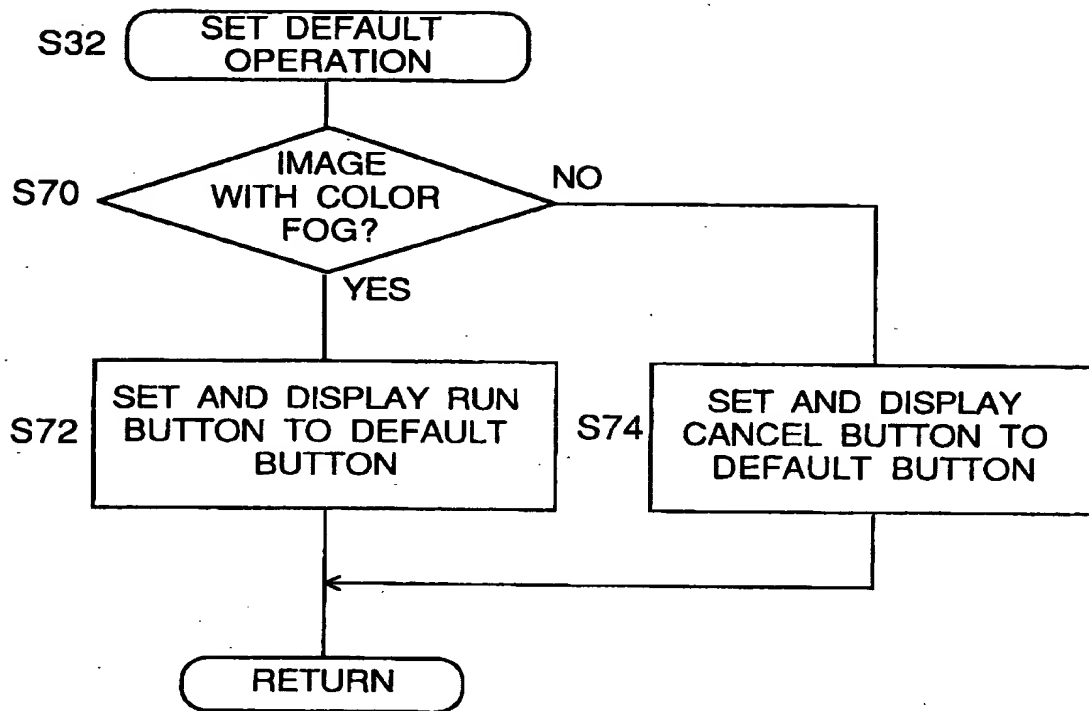 S32
SET DEFAULT
OPERATION
S70
IMAGE
WITH COLOR
FOG?
NO
YES
S72
SET AND DISPLAY RUN
BUTTON TO DEFAULT
BUTTON
S74
SET AND DISPLAY
CANCEL BUTTON TO
DEFAULT BUTTON
RETURN